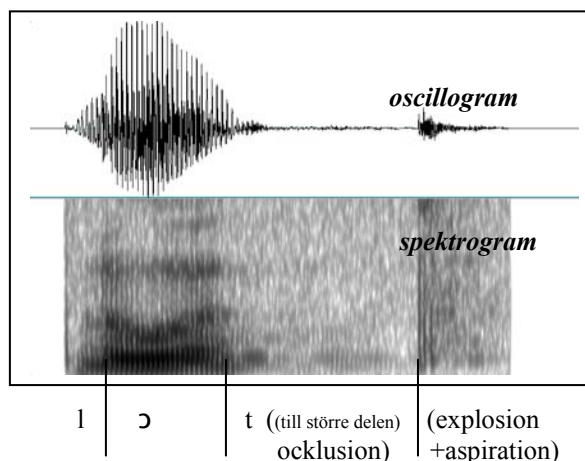 oscillogram
spektrogram
l ɔ t ((till större delen) (explosion
ocklusion) +aspiration)